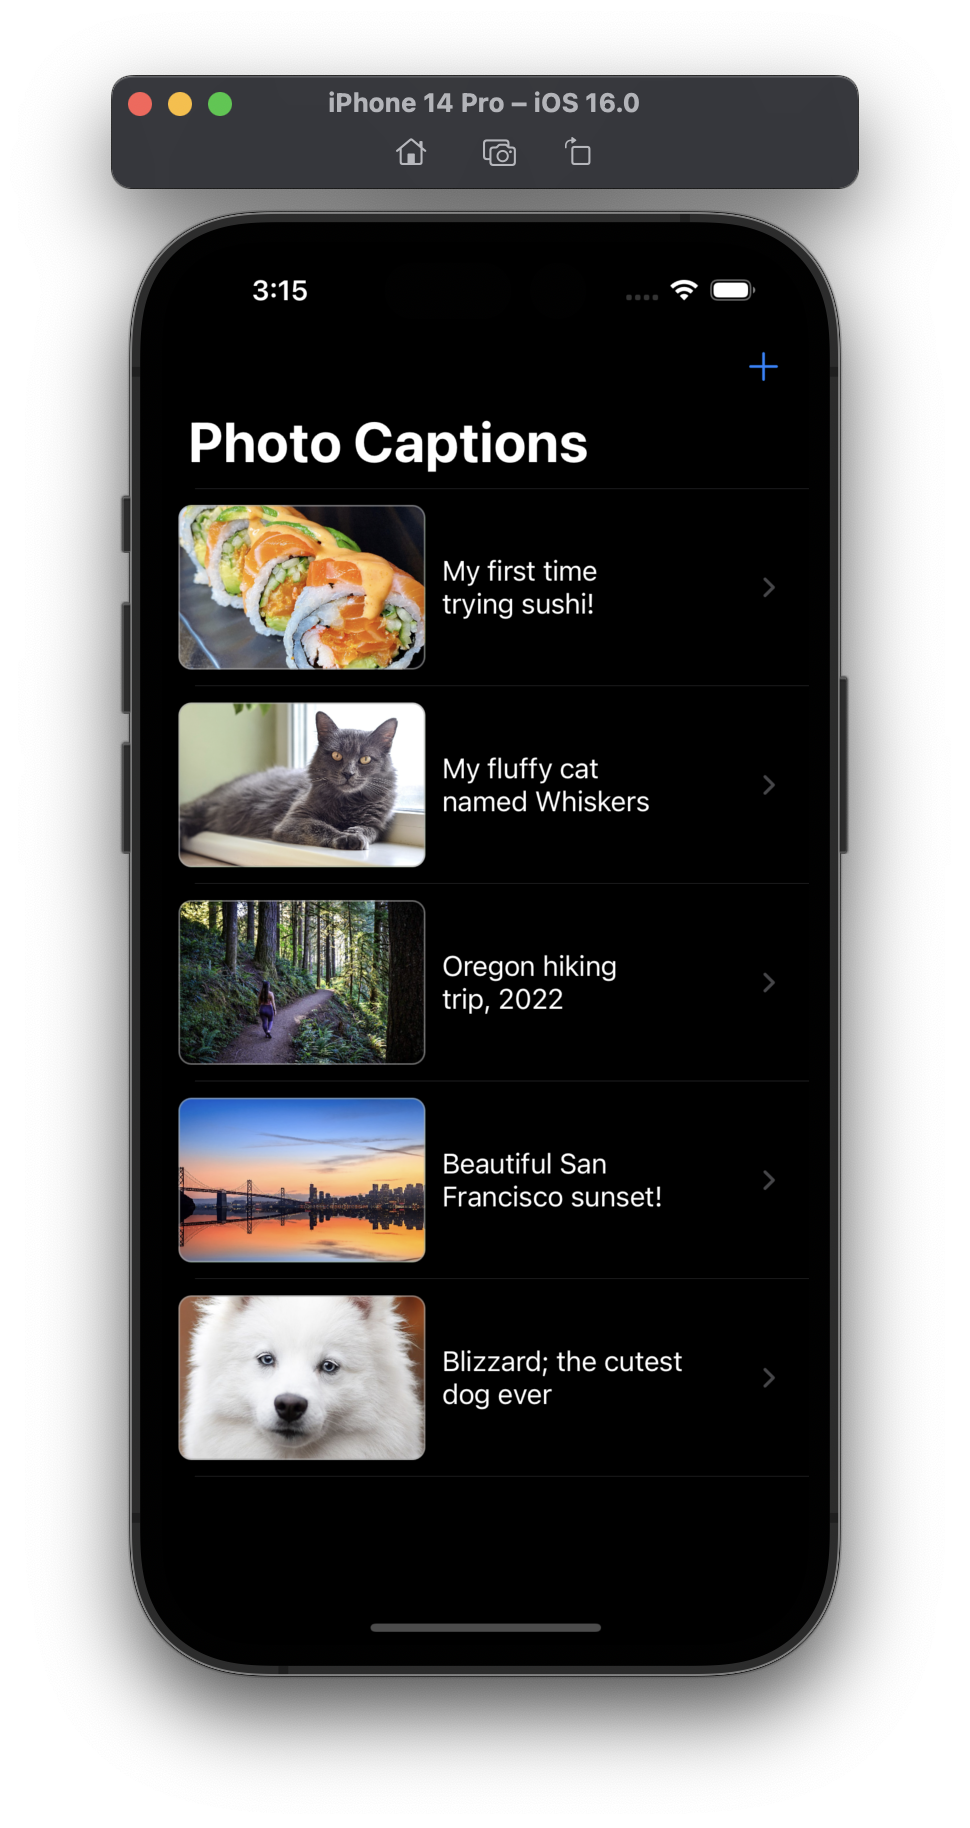 iPhone 14 Pro – iOS 16.0
3:15
Photo Captions
My first time
trying sushi!
My fluffy cat
named Whiskers
Oregon hiking
trip, 2022
Beautiful San
Francisco sunset!
Blizzard; the cutest
dog ever